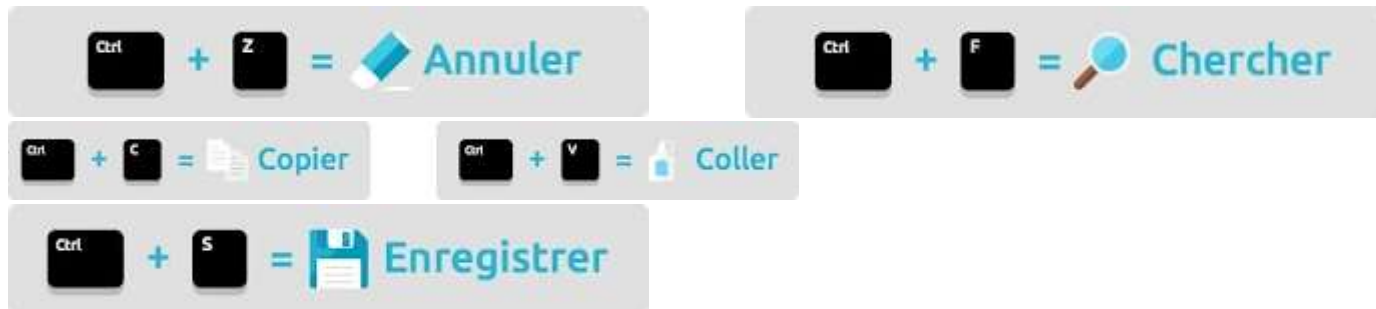 Ctrl + Z = Annuler
Ctrl + F = Chercher
Ctrl + C = Copier
Ctrl + V = Coller
Ctrl + S = Enregistrer